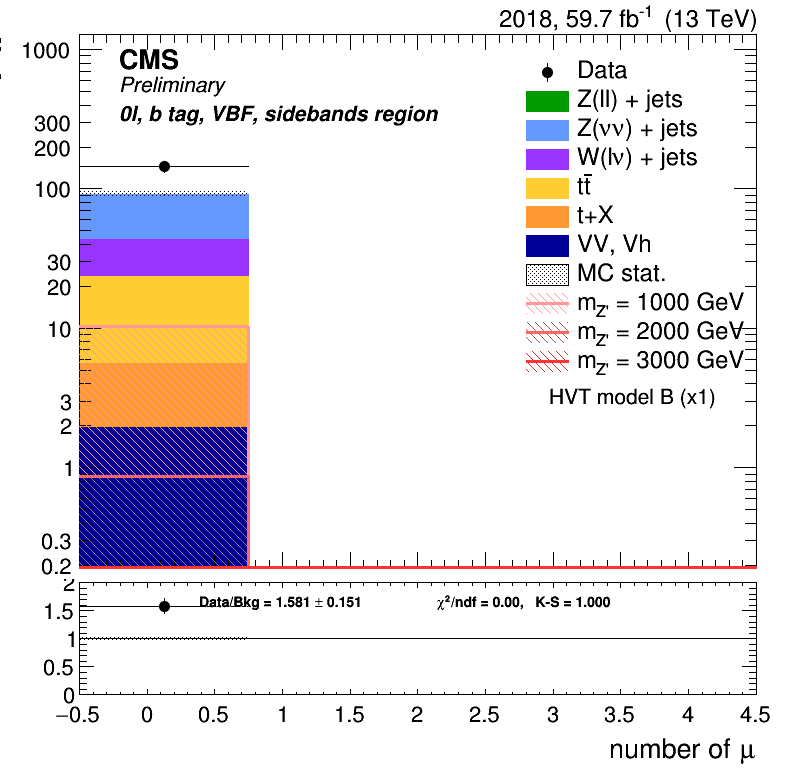 2018, 59.7 fb⁻¹ (13 TeV)
CMS
Preliminary
0l, b tag, VBF, sidebands region
Data
Z(ll) + jets
Z(νν) + jets
W(lν) + jets
tt̄
t+X
VV, Vh
MC stat.
m_Z' = 1000 GeV
m_Z' = 2000 GeV
m_Z' = 3000 GeV
HVT model B (x1)
1000
300
200
100
30
20
10
3
2
1
0.3
0.2
Data/Bkg = 1.581 ± 0.151
χ²/ndf = 0.00, K-S = 1.000
2
1.5
1
0.5
0
−0.5 0 0.5 1 1.5 2 2.5 3 3.5 4 4.5
number of μ